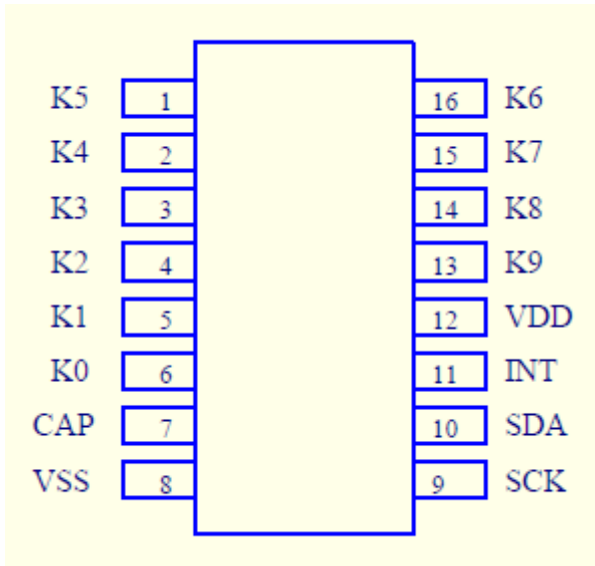 K5 1 16 K6
K4 2 15 K7
K3 3 14 K8
K2 4 13 K9
K1 5 12 VDD
K0 6 11 INT
CAP 7 10 SDA
VSS 8 9 SCK